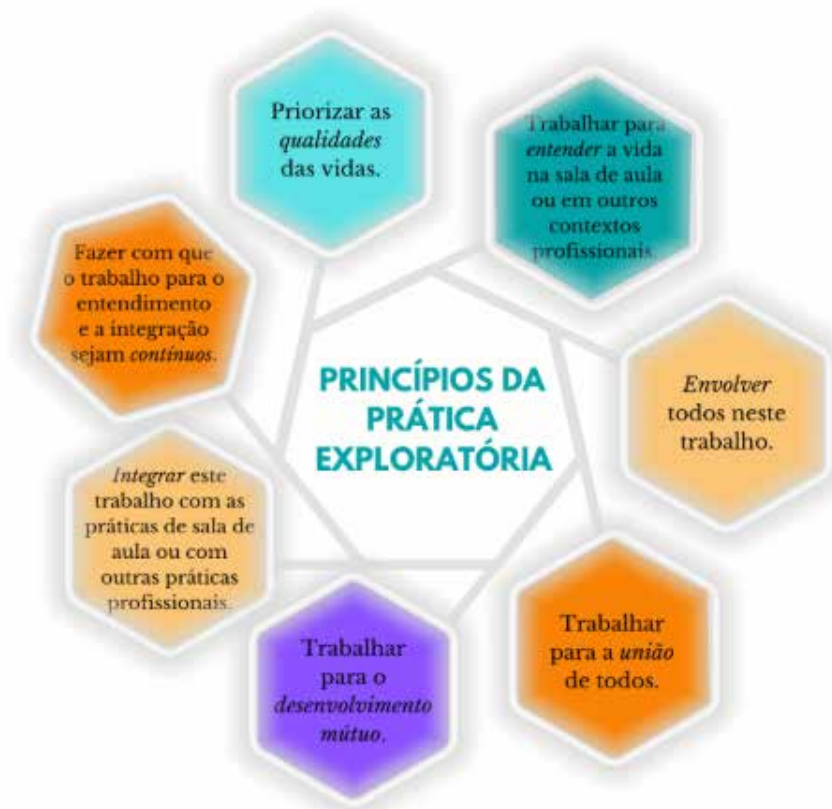 Priorizar as
qualidades
das vidas.
Trabalhar para
entender a vida
na sala de aula
ou em outros
contextos
profissionais.
Envolver
todos neste
trabalho.
Trabalhar
para a união
de todos.
Trabalhar
para o
desenvolvimento
mútuo.
Integrar este
trabalho com as
práticas de sala de
aula ou com
outras práticas
profissionais.
Fazer com que
o trabalho para o
entendimento
e a integração
sejam contínuos.
PRINCÍPIOS DA
PRÁTICA
EXPLORATÓRIA